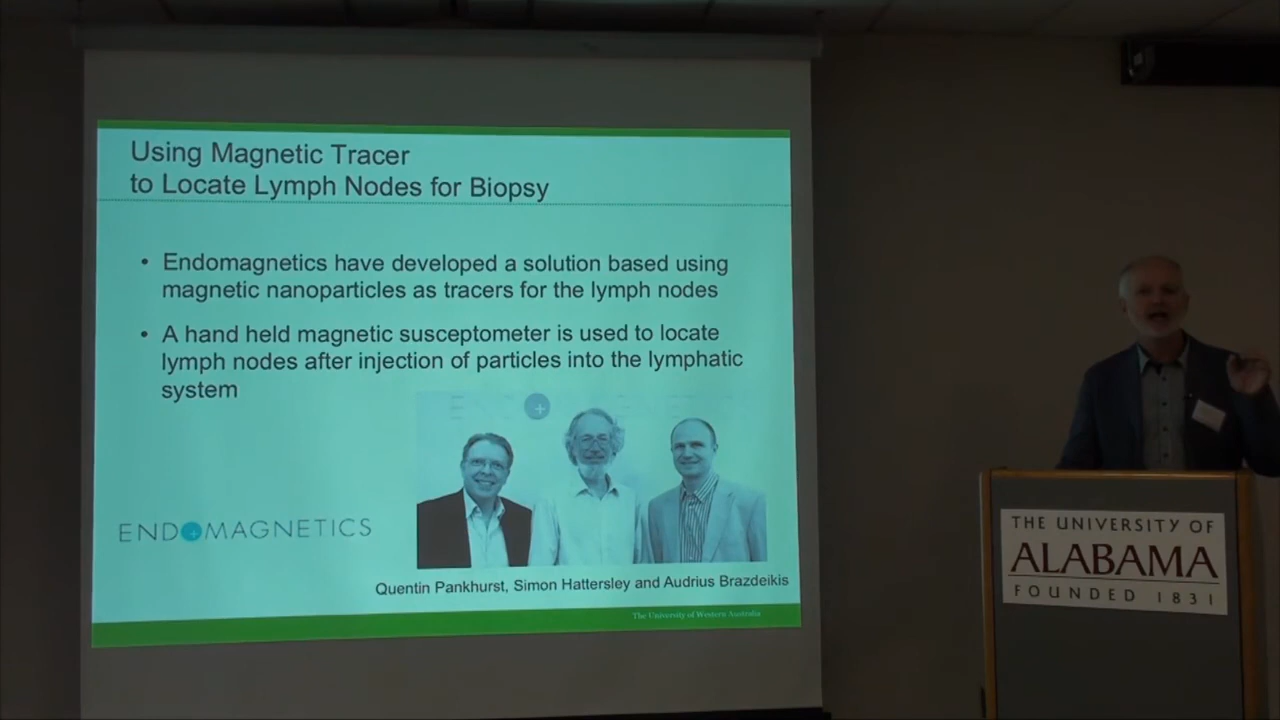 Using Magnetic Tracer
to Locate Lymph Nodes for Biopsy
• Endomagnetics have developed a solution based using
magnetic nanoparticles as tracers for the lymph nodes
• A hand held magnetic susceptometer is used to locate
lymph nodes after injection of particles into the lymphatic
system
ENDOMAGNETICS
Quentin Pankhurst, Simon Hattersley and Audrius Brazdeikis
The University of Western Australia
THE UNIVERSITY OF
ALABAMA
FOUNDED 1831